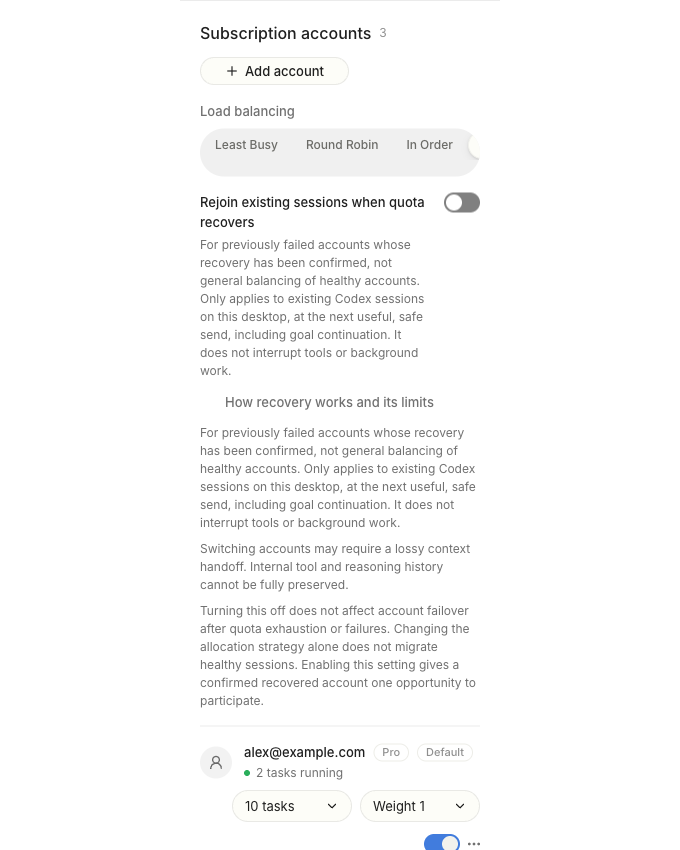 Subscription accounts 3
+ Add account
Load balancing
Least Busy Round Robin In Order
Rejoin existing sessions when quota
recovers
For previously failed accounts whose
recovery has been confirmed, not
general balancing of healthy accounts.
Only applies to existing Codex sessions
on this desktop, at the next useful, safe
send, including goal continuation. It
does not interrupt tools or background
work.
How recovery works and its limits
For previously failed accounts whose recovery
has been confirmed, not general balancing of
healthy accounts. Only applies to existing Codex
sessions on this desktop, at the next useful, safe
send, including goal continuation. It does not
interrupt tools or background work.
Switching accounts may require a lossy context
handoff. Internal tool and reasoning history
cannot be fully preserved.
Turning this off does not affect account failover
after quota exhaustion or failures. Changing the
allocation strategy alone does not migrate
healthy sessions. Enabling this setting gives a
confirmed recovered account one opportunity to
participate.
alex@example.com Pro Default
2 tasks running
10 tasks Weight 1